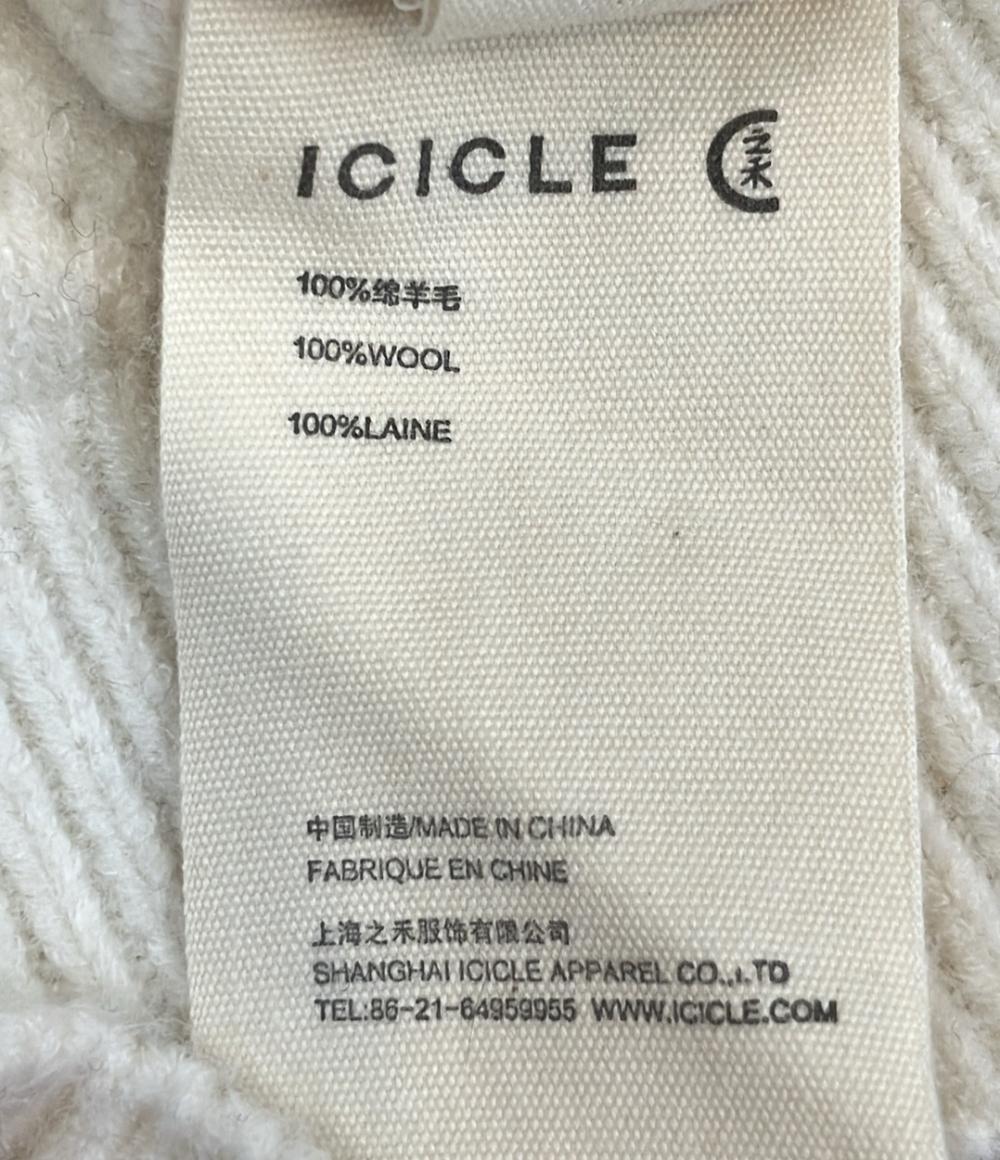 ICICLE 之禾
100%绵羊毛
100%WOOL
100%LAINE
中国制造/MADE IN CHINA
FABRIQUE EN CHINE
上海之禾服饰有限公司
SHANGHAI ICICLE APPAREL CO.,LTD
TEL:86-21-64959955 WWW.ICICLE.COM